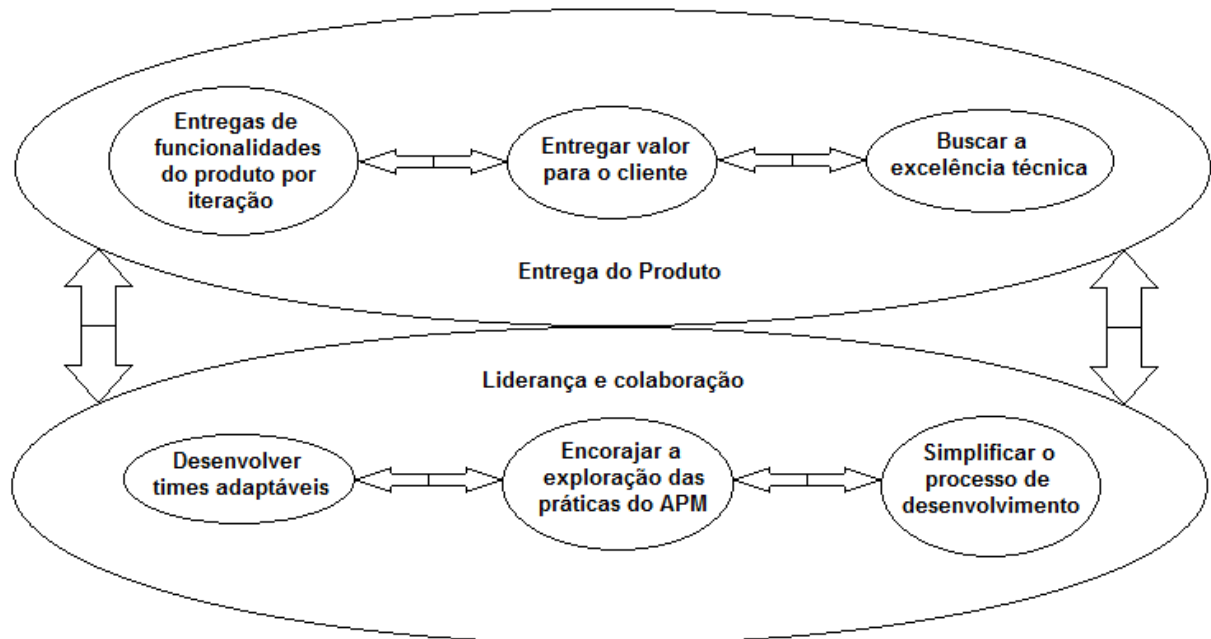 Entregas de
funcionalidades
do produto por
iteração
Entregar valor
para o cliente
Buscar a
excelência técnica
Entrega do Produto
Liderança e colaboração
Desenvolver
times adaptáveis
Encorajar a
exploração das
práticas do APM
Simplificar o
processo de
desenvolvimento